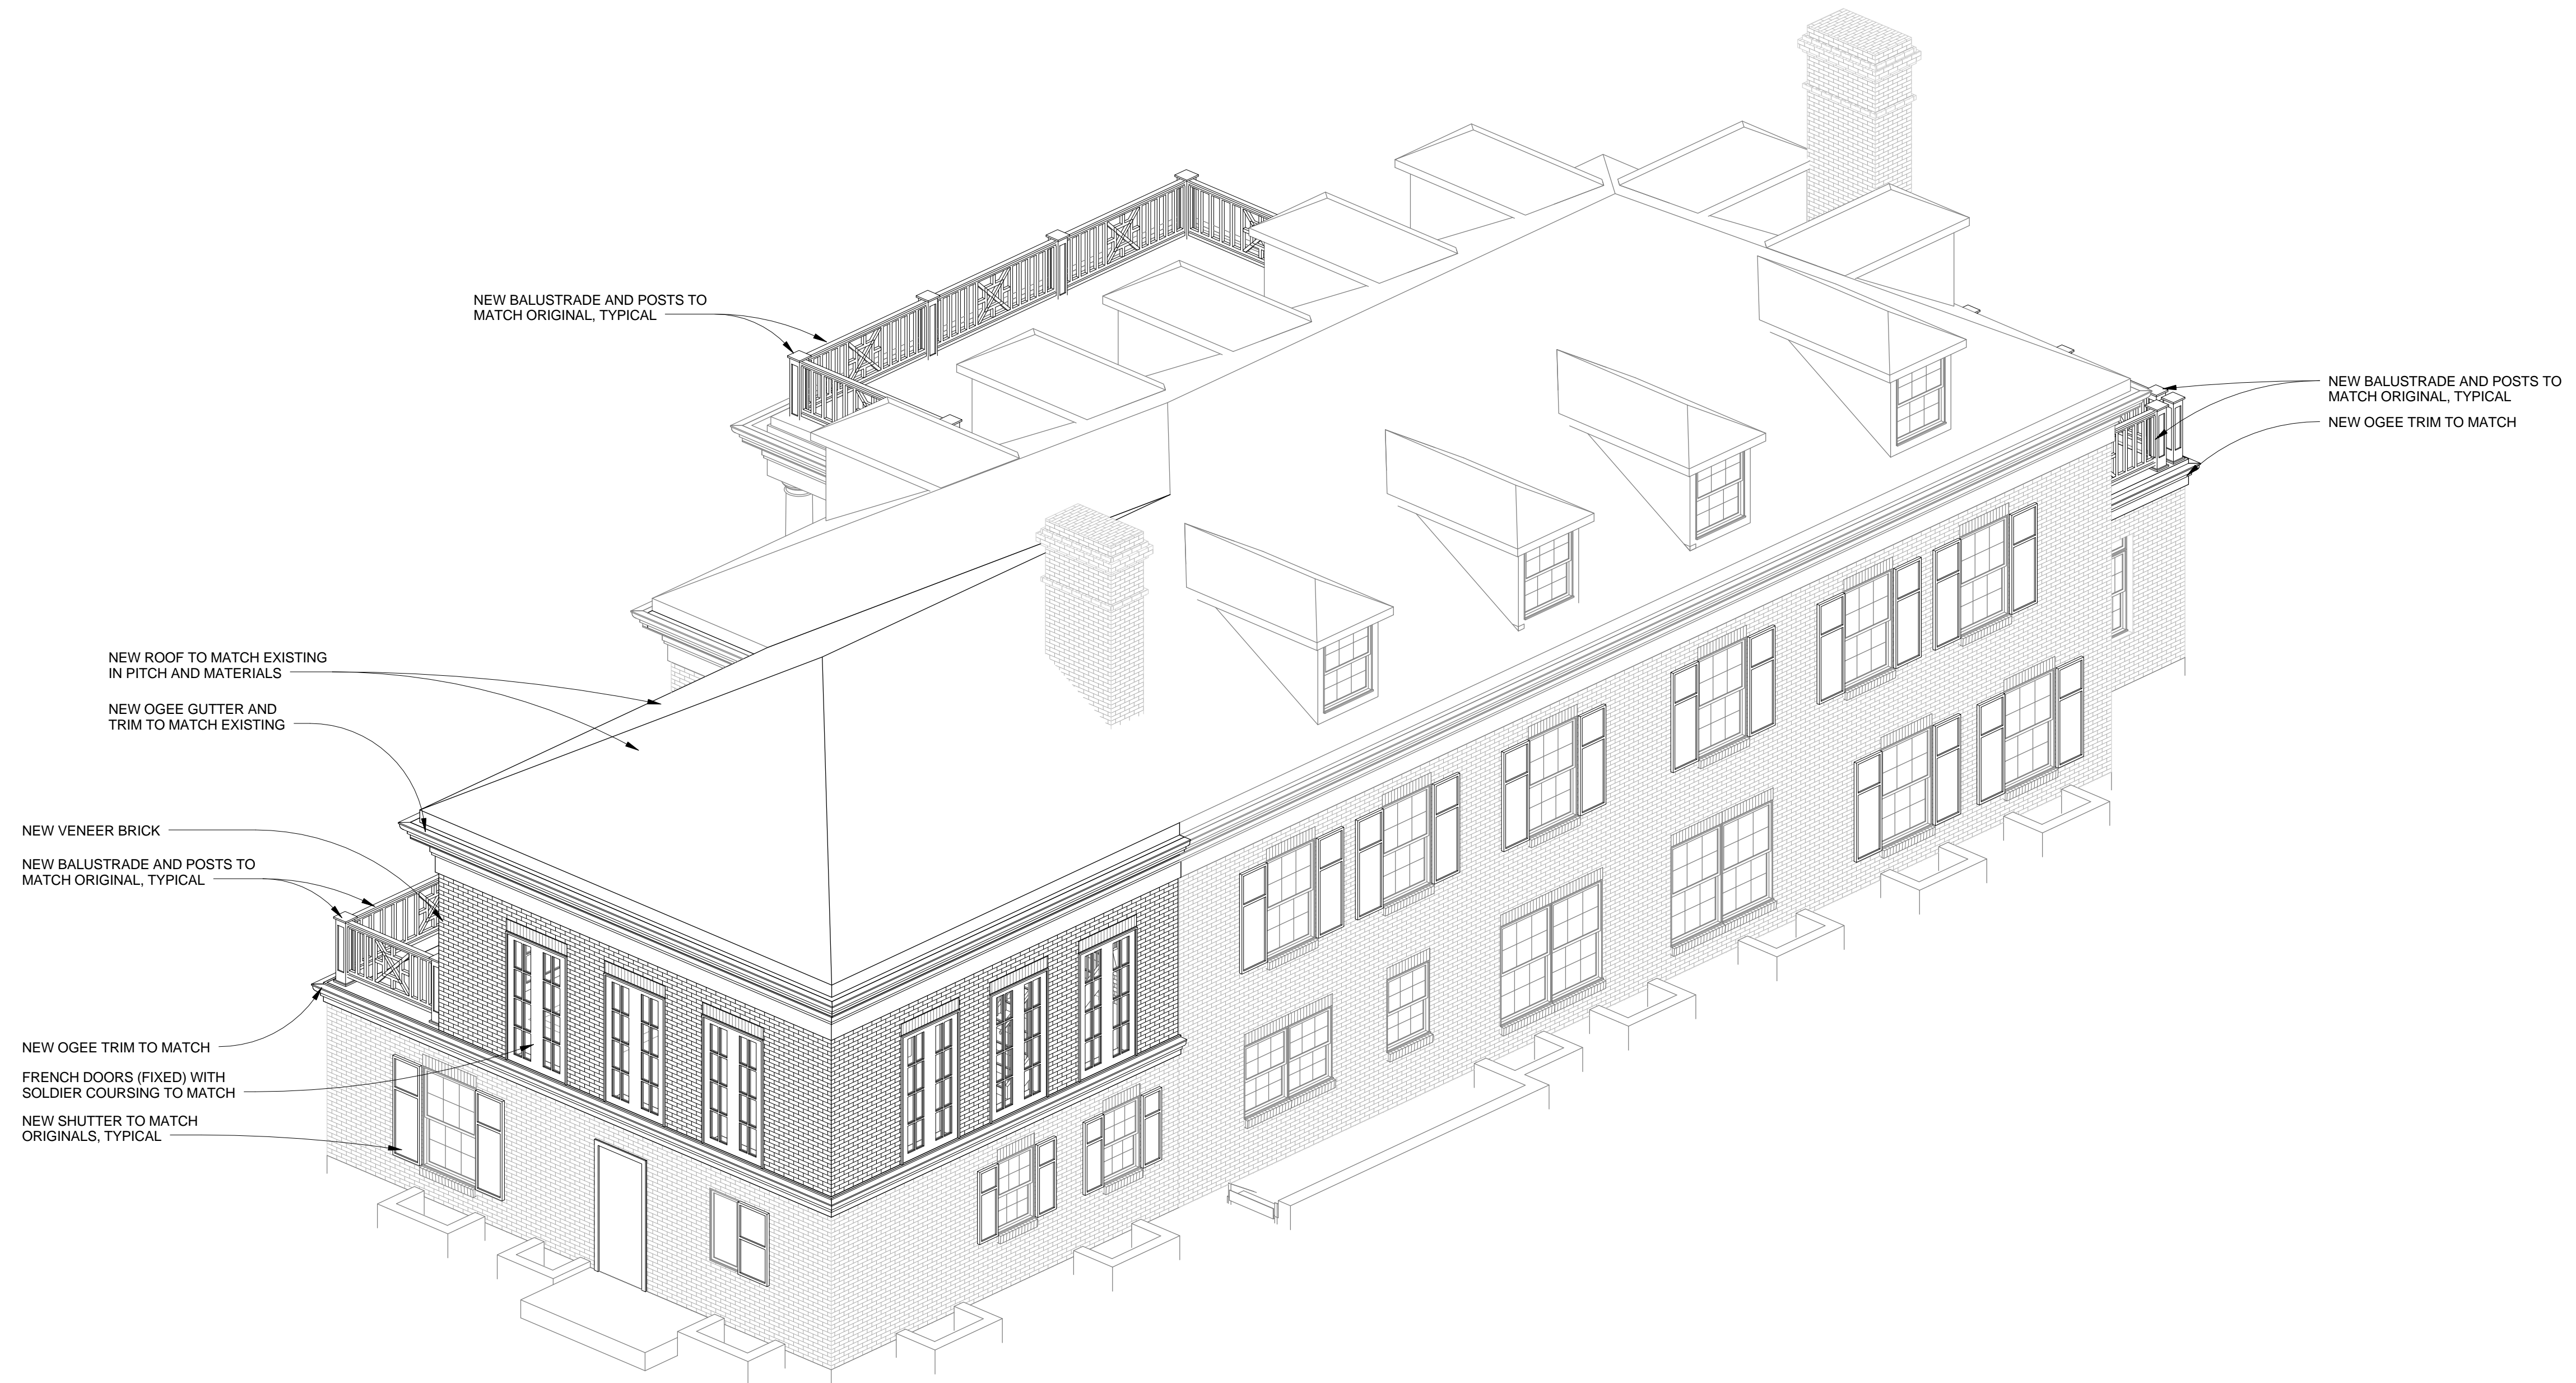 NEW BALUSTRADE AND POSTS TO
MATCH ORIGINAL, TYPICAL
NEW BALUSTRADE AND POSTS TO
MATCH ORIGINAL, TYPICAL
NEW OGEE TRIM TO MATCH
NEW ROOF TO MATCH EXISTING
IN PITCH AND MATERIALS
NEW OGEE GUTTER AND
TRIM TO MATCH EXISTING
NEW VENEER BRICK
NEW BALUSTRADE AND POSTS TO
MATCH ORIGINAL, TYPICAL
NEW OGEE TRIM TO MATCH
FRENCH DOORS (FIXED) WITH
SOLDIER COURSING TO MATCH
NEW SHUTTER TO MATCH
ORIGINALS, TYPICAL